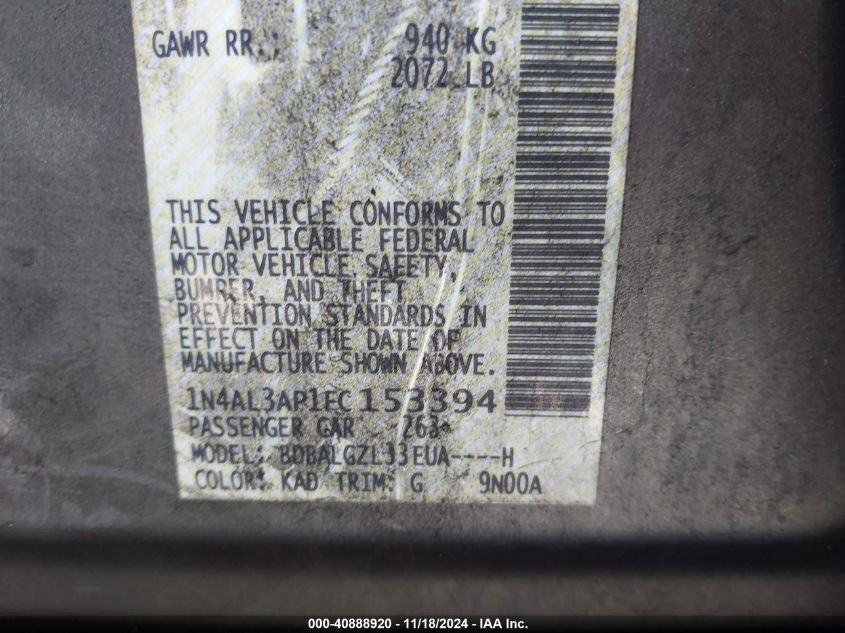 GAWR RR.: 940 KG
2072 LB
THIS VEHICLE CONFORMS TO
ALL APPLICABLE FEDERAL
MOTOR VEHICLE SAFETY,
BUMPER, AND THEFT
PREVENTION STANDARDS IN
EFFECT ON THE DATE OF
MANUFACTURE SHOWN ABOVE.
1N4AL3AP1FC153394
PASSENGER CAR 263
MODEL: BDBALGZL33EUA----H
COLOR: KAD TRIM: G 9N00A
000-40888920 - 11/18/2024 - IAA Inc.